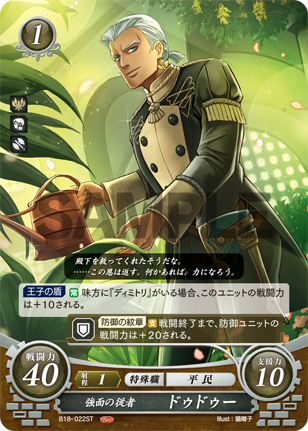 1
SAMPLE
殿下を救ってくれたそうだな。
……この恩は返す。何かあれば、力になろう。
王子の盾 常 味方に『ディミトリ』がいる場合、このユニットの戦闘力
は+10される。
防御の紋章 支 戦闘終了まで、防御ユニットの
戦闘力は+20される。
戦闘力
40
射程 1 特殊職 平民
強面の従者 ドゥドゥー
支援力
10
B18-022ST
Illust:猫囃子